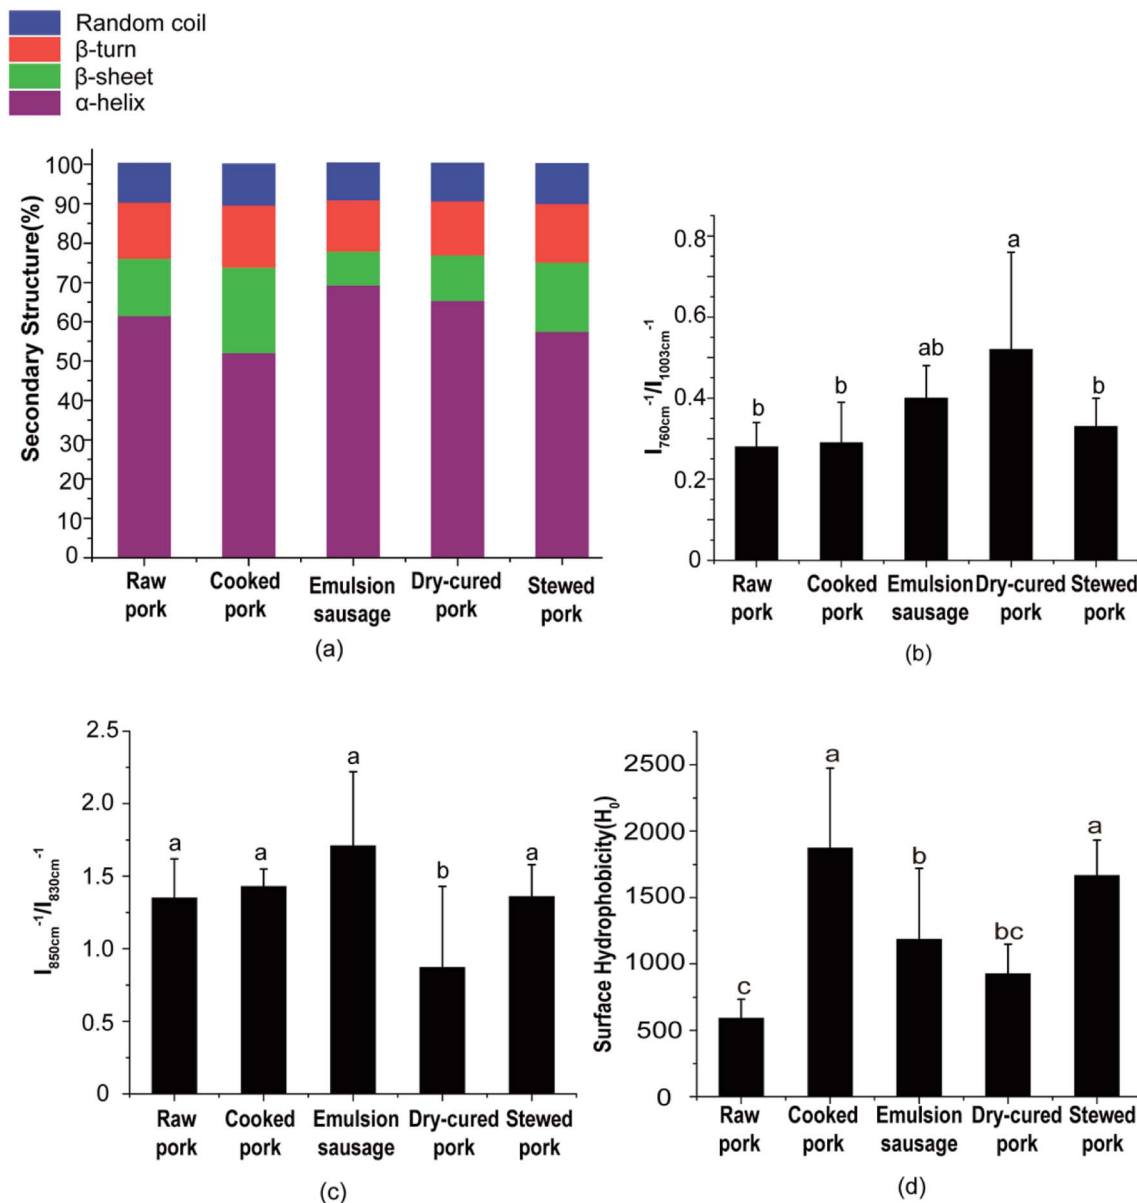 Random coil
β-turn
β-sheet
α-helix
Secondary Structure(%)
100
90
80
70
60
50
40
30
20
10
0
Raw pork
Cooked pork
Emulsion sausage
Dry-cured pork
Stewed pork
(a)
I760cm-1/I1003cm-1
0.8
0.6
0.4
0.2
0
b
b
ab
a
b
Raw pork
Cooked pork
Emulsion sausage
Dry-cured pork
Stewed pork
(b)
I850cm-1/I830cm-1
2.5
2.0
1.5
1.0
0.5
0
a
a
a
b
a
Raw pork
Cooked pork
Emulsion sausage
Dry-cured pork
Stewed pork
(c)
Surface Hydrophobicity(H0)
2500
2000
1500
1000
500
0
c
a
b
bc
a
Raw pork
Cooked pork
Emulsion sausage
Dry-cured pork
Stewed pork
(d)